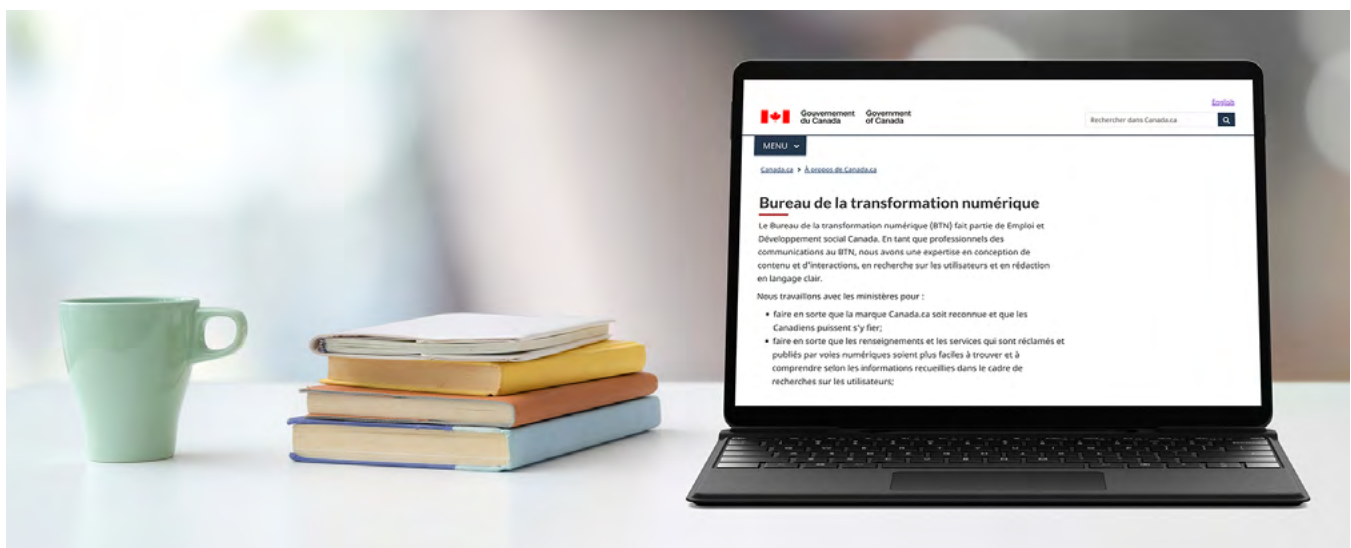 English
Gouvernement Government
du Canada of Canada
Rechercher dans Canada.ca
MENU
Canada.ca > À propos de Canada.ca
Bureau de la transformation numérique
Le Bureau de la transformation numérique (BTN) fait partie de Emploi et
Développement social Canada. En tant que professionnels des
communications au BTN, nous avons une expertise en conception de
contenu et d'interactions, en recherche sur les utilisateurs et en rédaction
en langage clair.
Nous travaillons avec les ministères pour :
• faire en sorte que la marque Canada.ca soit reconnue et que les
Canadiens puissent s'y fier;
• faire en sorte que les renseignements et les services qui sont réclamés et
publiés par voies numériques soient plus faciles à trouver et à
comprendre selon les informations recueillies dans le cadre de
recherches sur les utilisateurs;